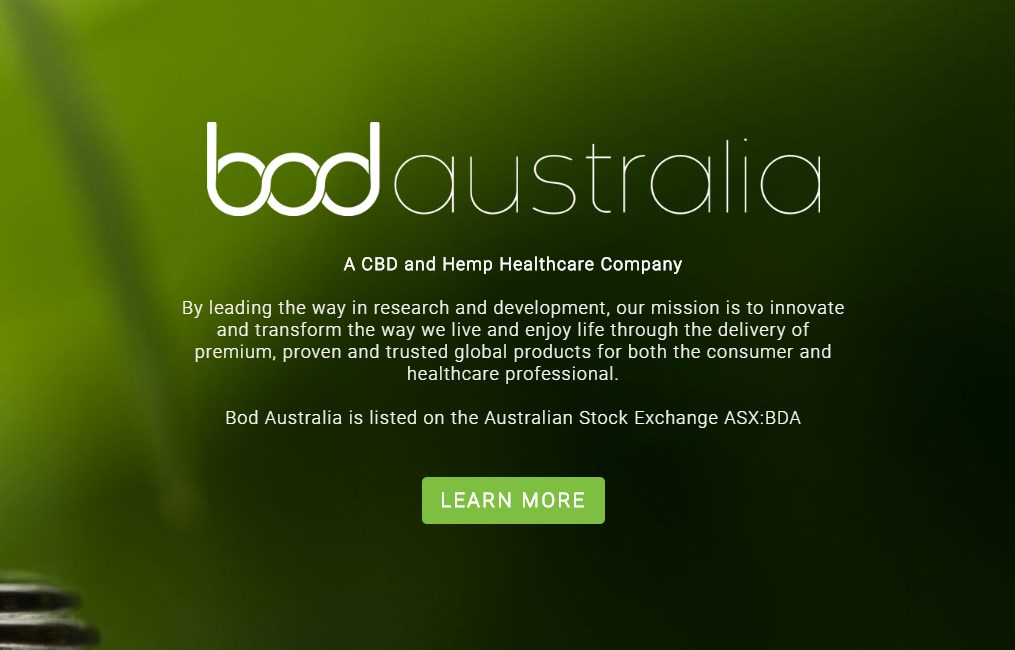 bodaustralia
A CBD and Hemp Healthcare Company
By leading the way in research and development, our mission is to innovate
and transform the way we live and enjoy life through the delivery of
premium, proven and trusted global products for both the consumer and
healthcare professional.
Bod Australia is listed on the Australian Stock Exchange ASX:BDA
LEARN MORE